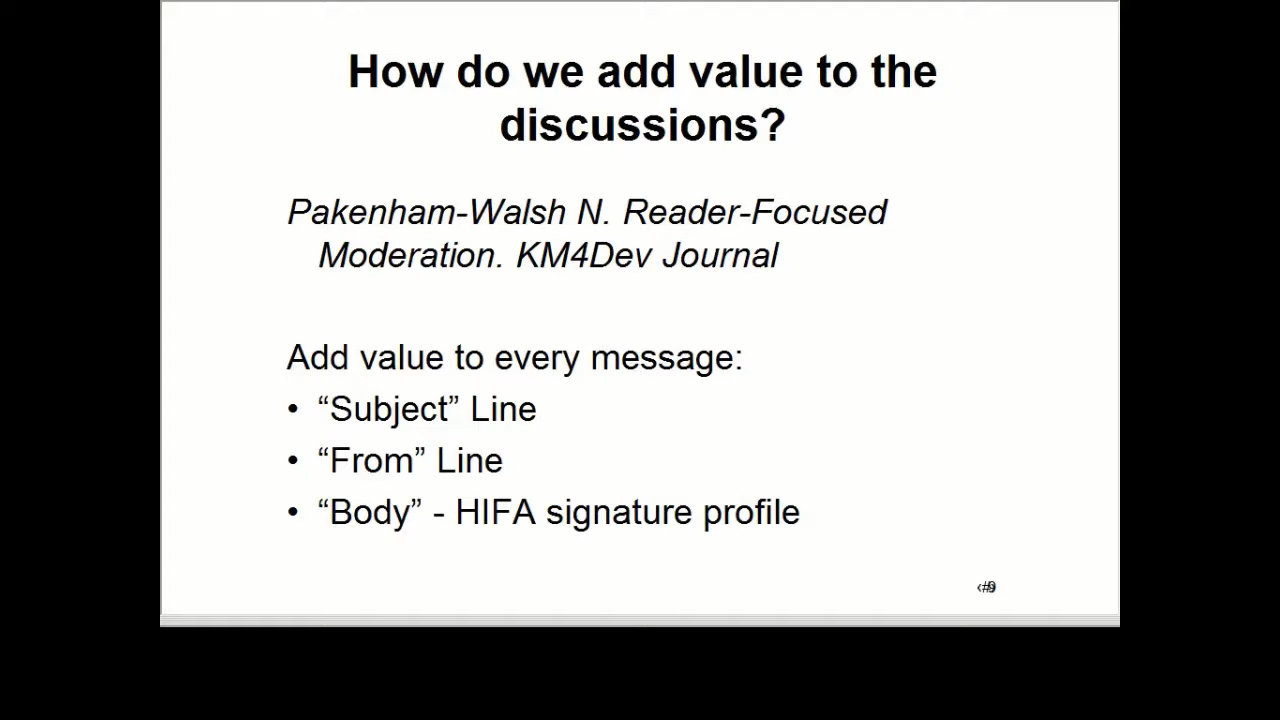 How do we add value to the
discussions?
Pakenham-Walsh N. Reader-Focused
Moderation. KM4Dev Journal
Add value to every message:
• “Subject” Line
• “From” Line
• “Body” - HIFA signature profile